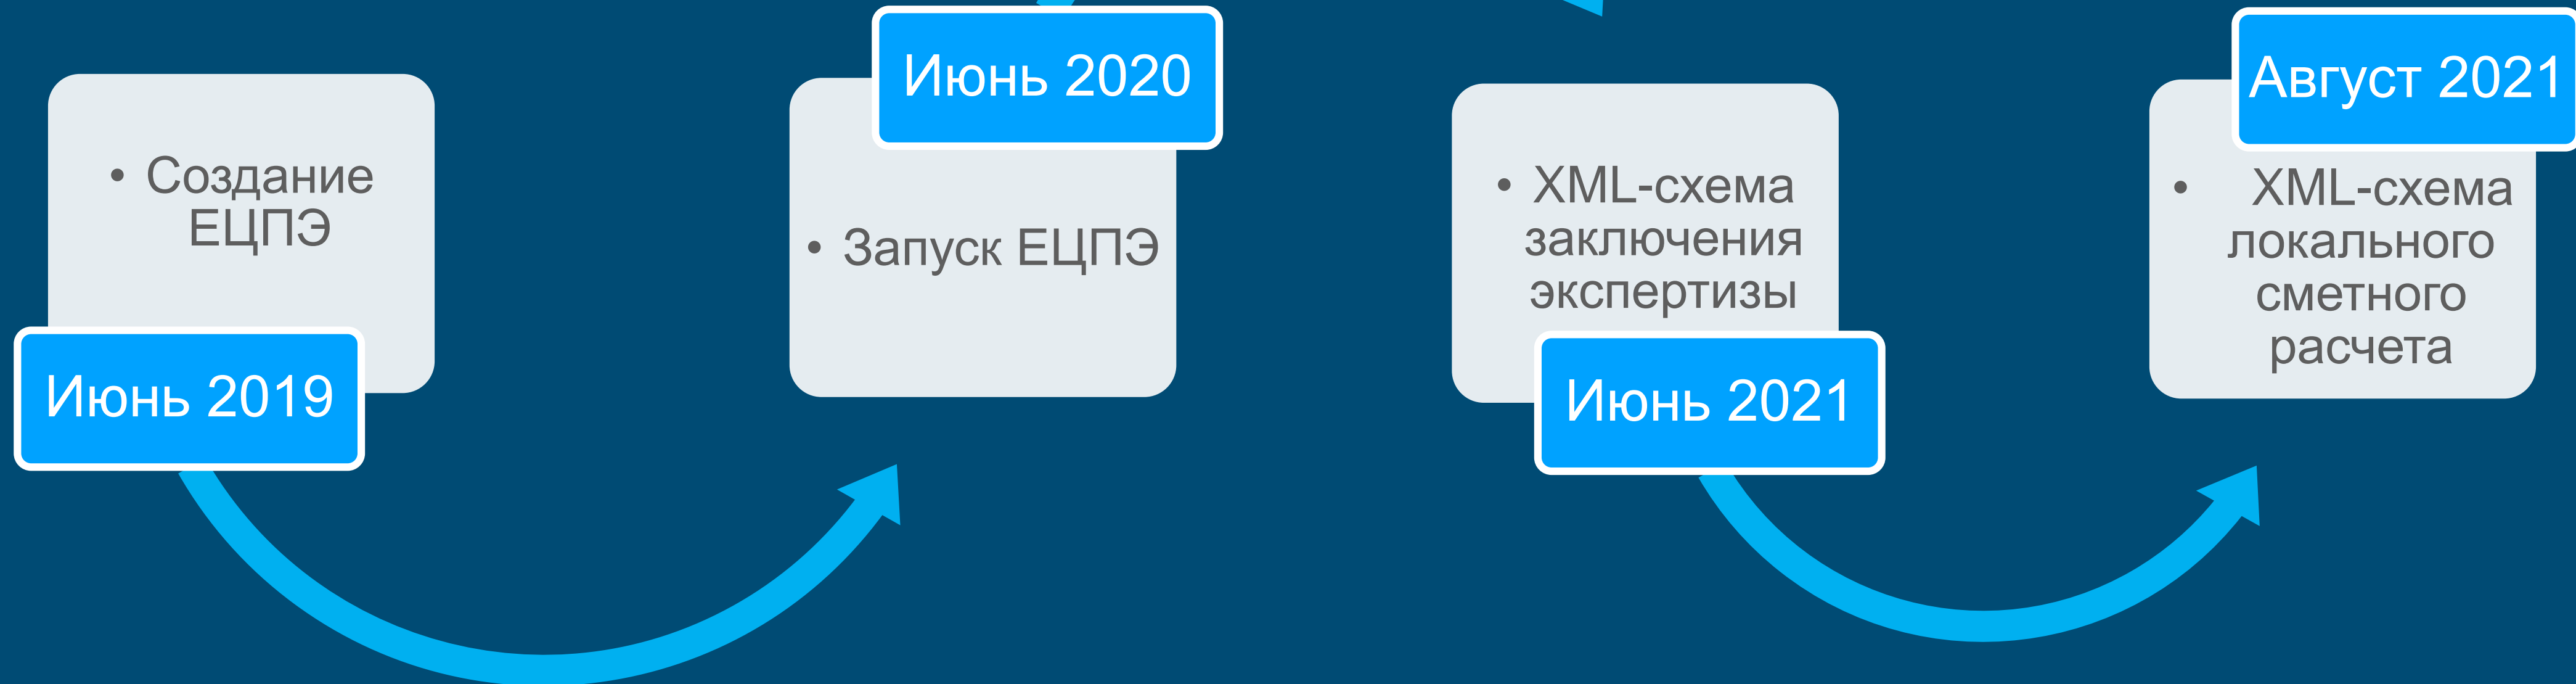 • Создание
ЕЦПЭ
Июнь 2019
Июнь 2020
• Запуск ЕЦПЭ
• XML-схема
заключения
экспертизы
Июнь 2021
Август 2021
• XML-схема
локального
сметного
расчета